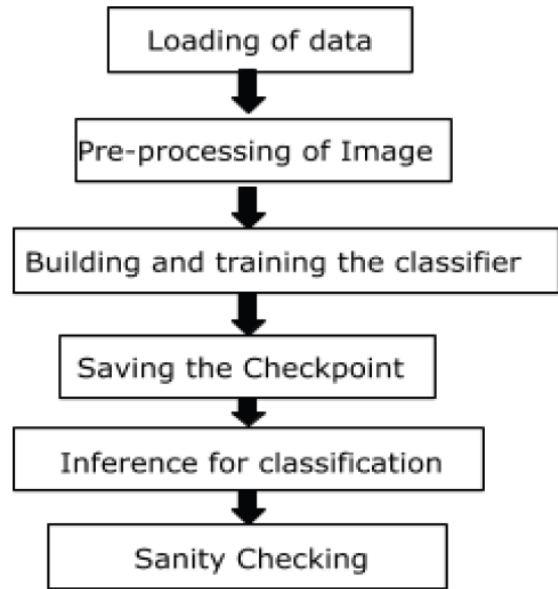 Loading of data
Pre-processing of Image
Building and training the classifier
Saving the Checkpoint
Inference for classification
Sanity Checking